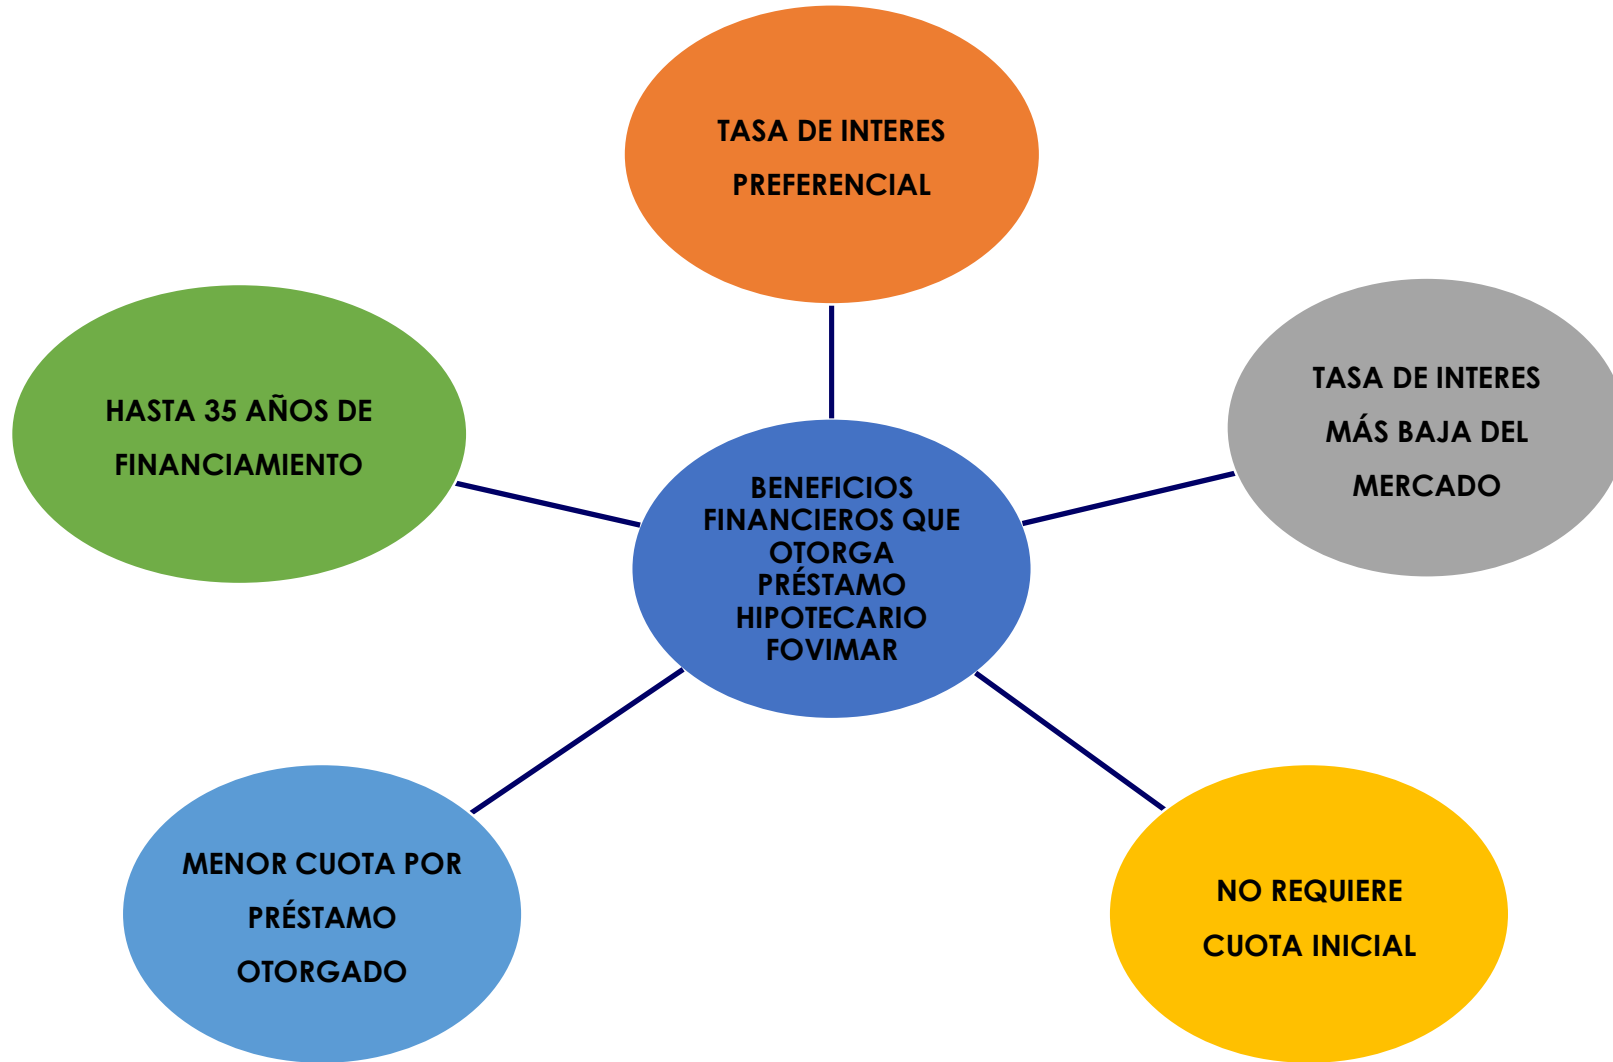 TASA DE INTERES
PREFERENCIAL
HASTA 35 AÑOS DE
FINANCIAMIENTO
TASA DE INTERES
MÁS BAJA DEL
MERCADO
BENEFICIOS
FINANCIEROS QUE
OTORGA
PRÉSTAMO
HIPOTECARIO
FOVIMAR
MENOR CUOTA POR
PRÉSTAMO
OTORGADO
NO REQUIERE
CUOTA INICIAL